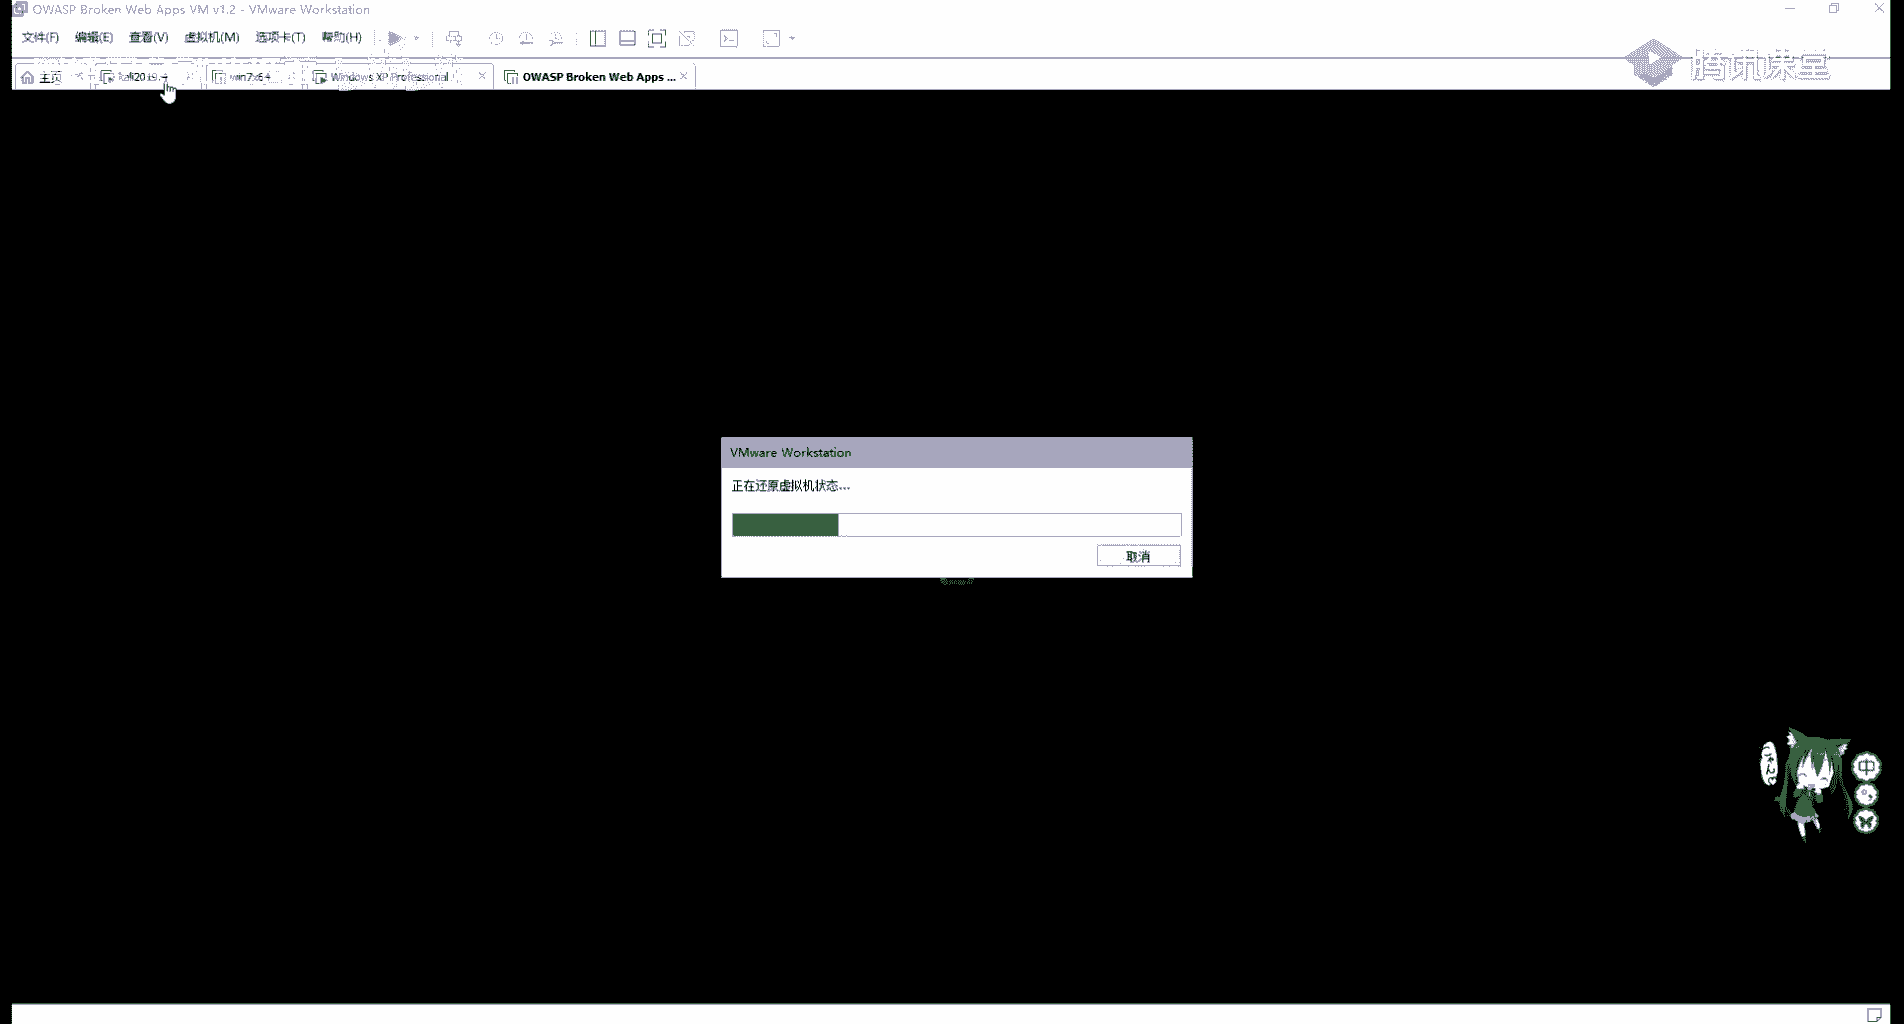 OWASP Broken Web Apps VM v1.2 - VMware Workstation
文件(F) 编辑(E) 查看(V) 虚拟机(M) 选项卡(T) 帮助(H)
主页 kali2019.4 win7x64 Windows XP Professional OWASP Broken Web Apps ...
腾讯课堂
VMware Workstation
正在还原虚拟机状态...
取消
中